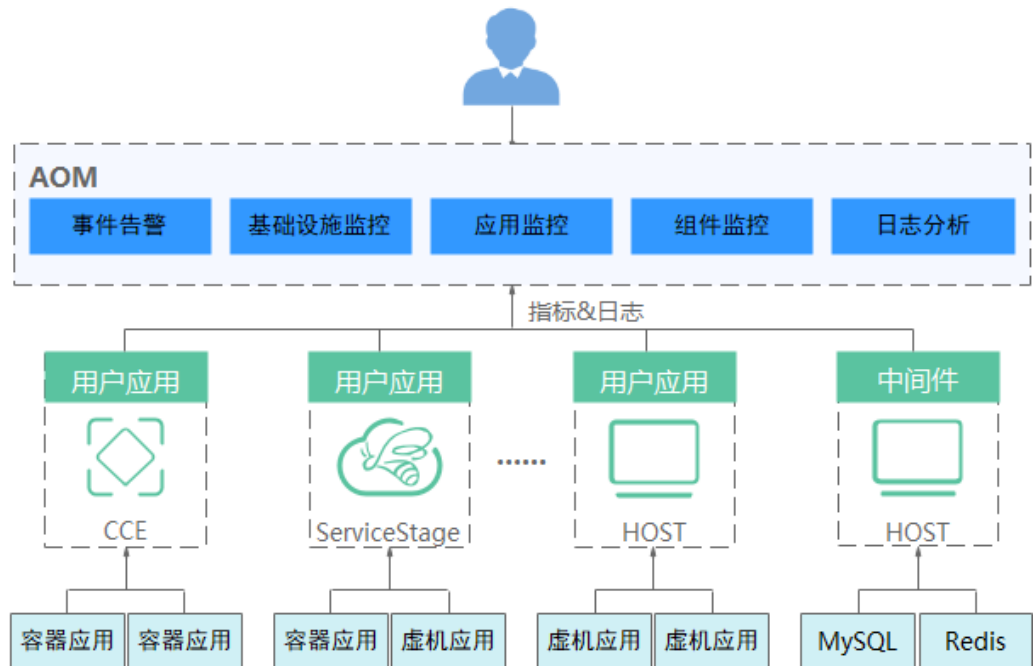 AOM
事件告警 基础设施监控 应用监控 组件监控 日志分析
指标&日志
用户应用 用户应用 用户应用 中间件
......
CCE ServiceStage HOST HOST
容器应用 容器应用 容器应用 虚机应用 虚机应用 虚机应用 MySQL Redis